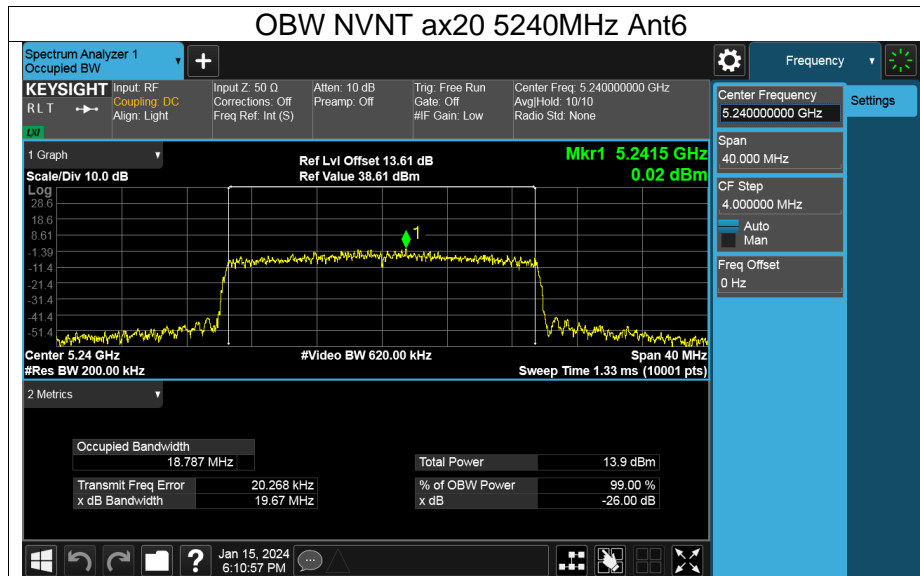 OBW NVNT ax20 5240MHz Ant6
Spectrum Analyzer 1
Occupied BW
+
Frequency
KEYSIGHT
R L T
LXI
Input: RF
Coupling: DC
Align: Light
Input Z: 50 Ω
Corrections: Off
Freq Ref: Int (S)
Atten: 10 dB
Preamp: Off
Trig: Free Run
Gate: Off
#IF Gain: Low
Center Freq: 5.240000000 GHz
Avg|Hold: 10/10
Radio Std: None
Center Frequency
5.240000000 GHz
Settings
Span
40.000 MHz
CF Step
4.000000 MHz
Auto
Man
Freq Offset
0 Hz
1 Graph
Ref Lvl Offset 13.61 dB
Mkr1 5.2415 GHz
Scale/Div 10.0 dB
Ref Value 38.61 dBm
0.02 dBm
Log
28.6
18.6
8.61
-1.39
-11.4
-21.4
-31.4
-41.4
-51.4
1
Center 5.24 GHz
#Video BW 620.00 kHz
Span 40 MHz
#Res BW 200.00 kHz
Sweep Time 1.33 ms (10001 pts)
2 Metrics
Occupied Bandwidth
18.787 MHz
Total Power
13.9 dBm
Transmit Freq Error
20.268 kHz
% of OBW Power
99.00 %
x dB Bandwidth
19.67 MHz
x dB
-26.00 dB
?
Jan 15, 2024
6:10:57 PM